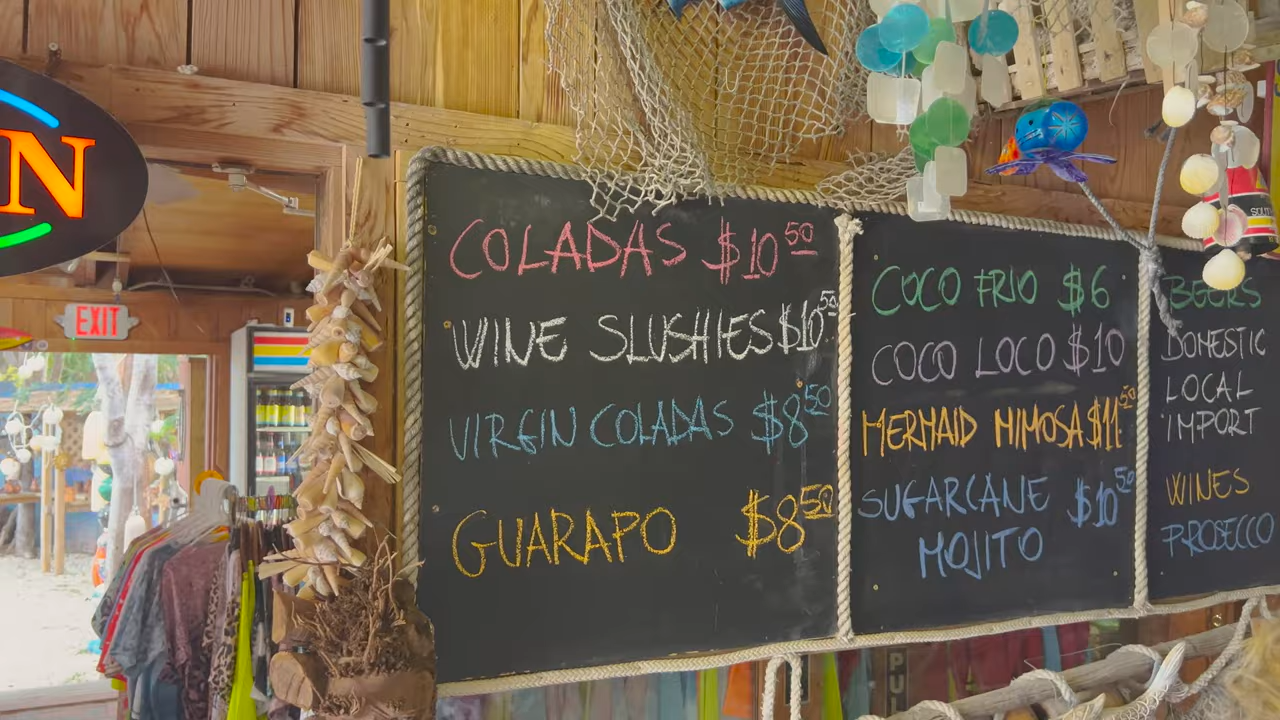 N
EXIT
COLADAS $10 50
WINE SLUSHIES $10 50
VIRGIN COLADAS $8 50
GUARAPO $8 50
COCO FRIO $6
COCO LOCO $10
MERMAID MIMOSA $11 50
SUGARCANE $10 50
MOJITO
BEERS
DOMESTIC
LOCAL
IMPORT
WINES
PROSECCO